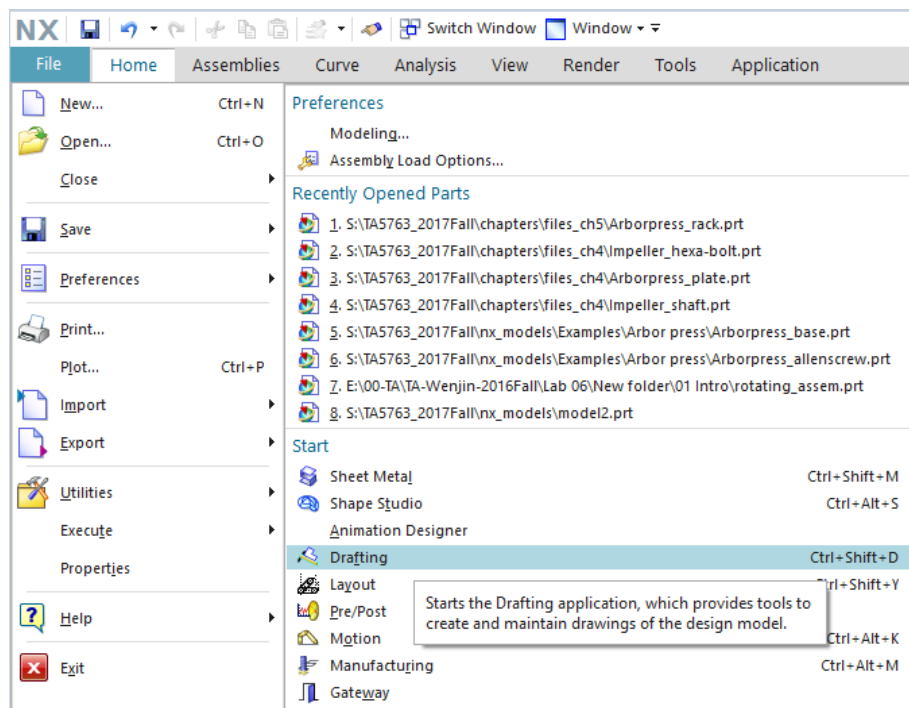 NX Switch Window Window
File Home Assemblies Curve Analysis View Render Tools Application
New... Ctrl+N
Open... Ctrl+O
Close
Save
Preferences
Print...
Plot... Ctrl+P
Import
Export
Utilities
Execute
Properties
Help
Exit
Preferences
Modeling...
Assembly Load Options...
Recently Opened Parts
1. S:\TA5763_2017Fall\chapters\files_ch5\Arborpress_rack.prt
2. S:\TA5763_2017Fall\chapters\files_ch4\Impeller_hexa-bolt.prt
3. S:\TA5763_2017Fall\chapters\files_ch4\Arborpress_plate.prt
4. S:\TA5763_2017Fall\chapters\files_ch4\Impeller_shaft.prt
5. S:\TA5763_2017Fall\nx_models\Examples\Arbor press\Arborpress_base.prt
6. S:\TA5763_2017Fall\nx_models\Examples\Arbor press\Arborpress_allenscrew.prt
7. E:\00-TA\TA-Wenjin-2016Fall\Lab 06\New folder\01 Intro\rotating_assem.prt
8. S:\TA5763_2017Fall\nx_models\model2.prt
Start
Sheet Metal Ctrl+Shift+M
Shape Studio Ctrl+Alt+S
Animation Designer
Drafting Ctrl+Shift+D
Layout Ctrl+Shift+Y
Pre/Post
Motion Ctrl+Alt+K
Manufacturing Ctrl+Alt+M
Gateway
Starts the Drafting application, which provides tools to
create and maintain drawings of the design model.